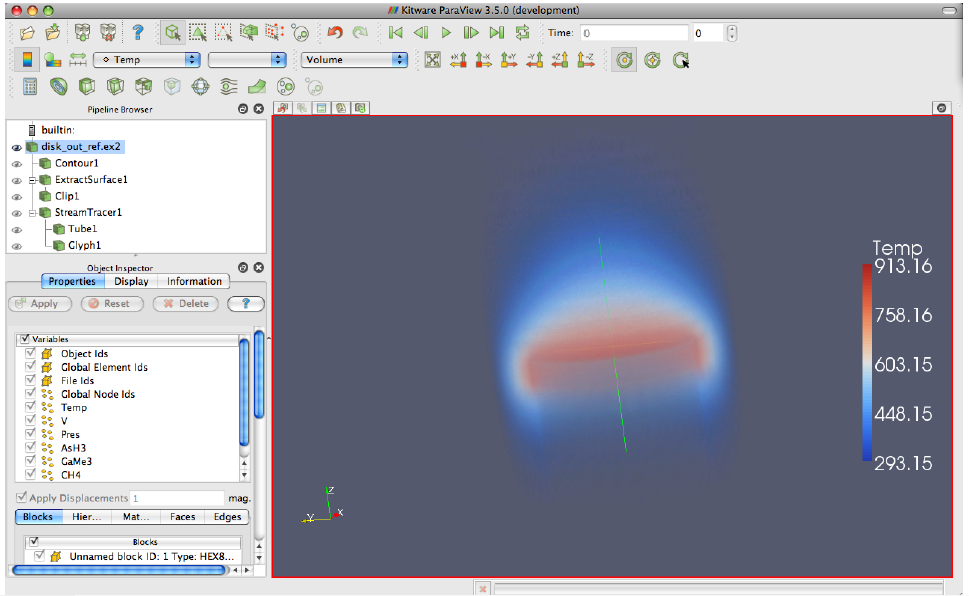 Kitware ParaView 3.5.0 (development)
?
Time: 0
0
Temp
Volume
+X
-X
+Y
-Y
+Z
-Z
Pipeline Browser
builtin:
disk_out_ref.ex2
Contour1
ExtractSurface1
Clip1
StreamTracer1
Tube1
Glyph1
Object Inspector
Properties Display Information
Apply Reset Delete ?
Variables
Object Ids
Global Element Ids
File Ids
Global Node Ids
Temp
V
Pres
AsH3
GaMe3
CH4
Apply Displacements 1 mag.
Blocks Hier... Mat... Faces Edges
Blocks
Unnamed block ID: 1 Type: HEX8...
Temp
913.16
758.16
603.15
448.15
293.15
Z
Y
X